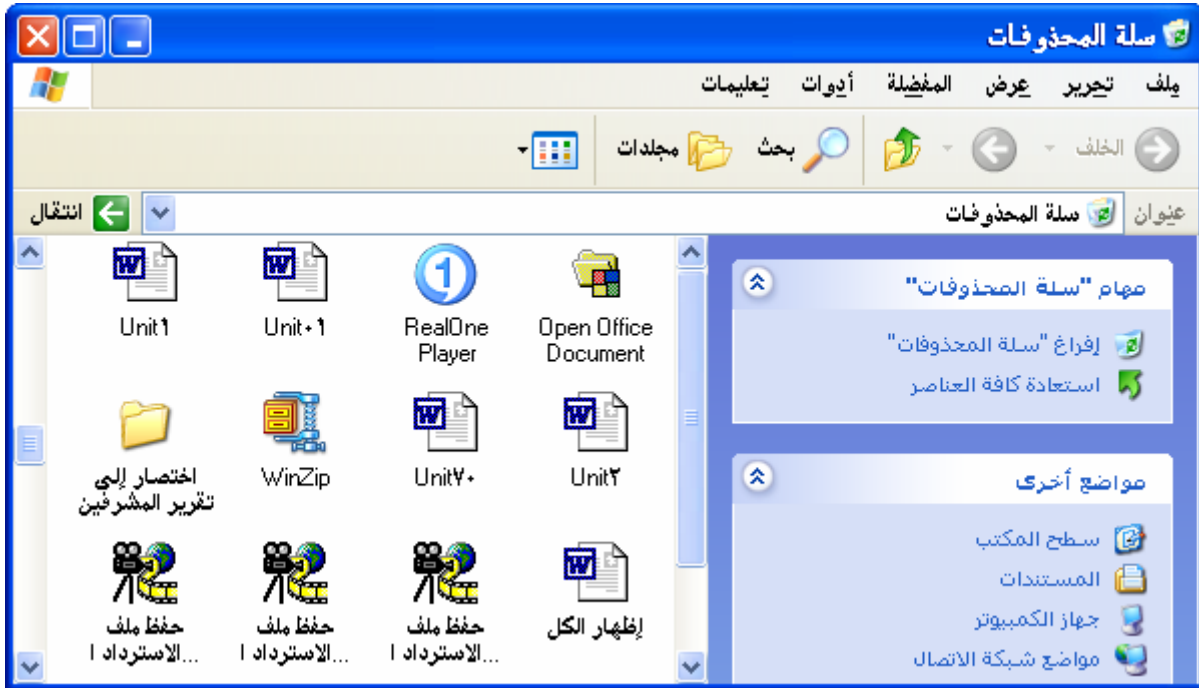 سلة المحذوفات
ملف تحرير عرض المفضلة أدوات تعليمات
الخلف بحث مجلدات
عنوان سلة المحذوفات انتقال
مهام "سلة المحذوفات"
إفراغ "سلة المحذوفات"
استعادة كافة العناصر
مواضع أخرى
سطح المكتب
المستندات
جهاز الكمبيوتر
مواضع شبكة الاتصال
Open Office
Document
RealOne
Player
Unit٠٩
Unit٩
Unit٢
Unit٧٠
WinZip
اختصار إلى
تقرير المشرفين
إظهار الكل
حفظ ملف
الاسترداد ا...
حفظ ملف
الاسترداد ا...
حفظ ملف
الاسترداد ا...